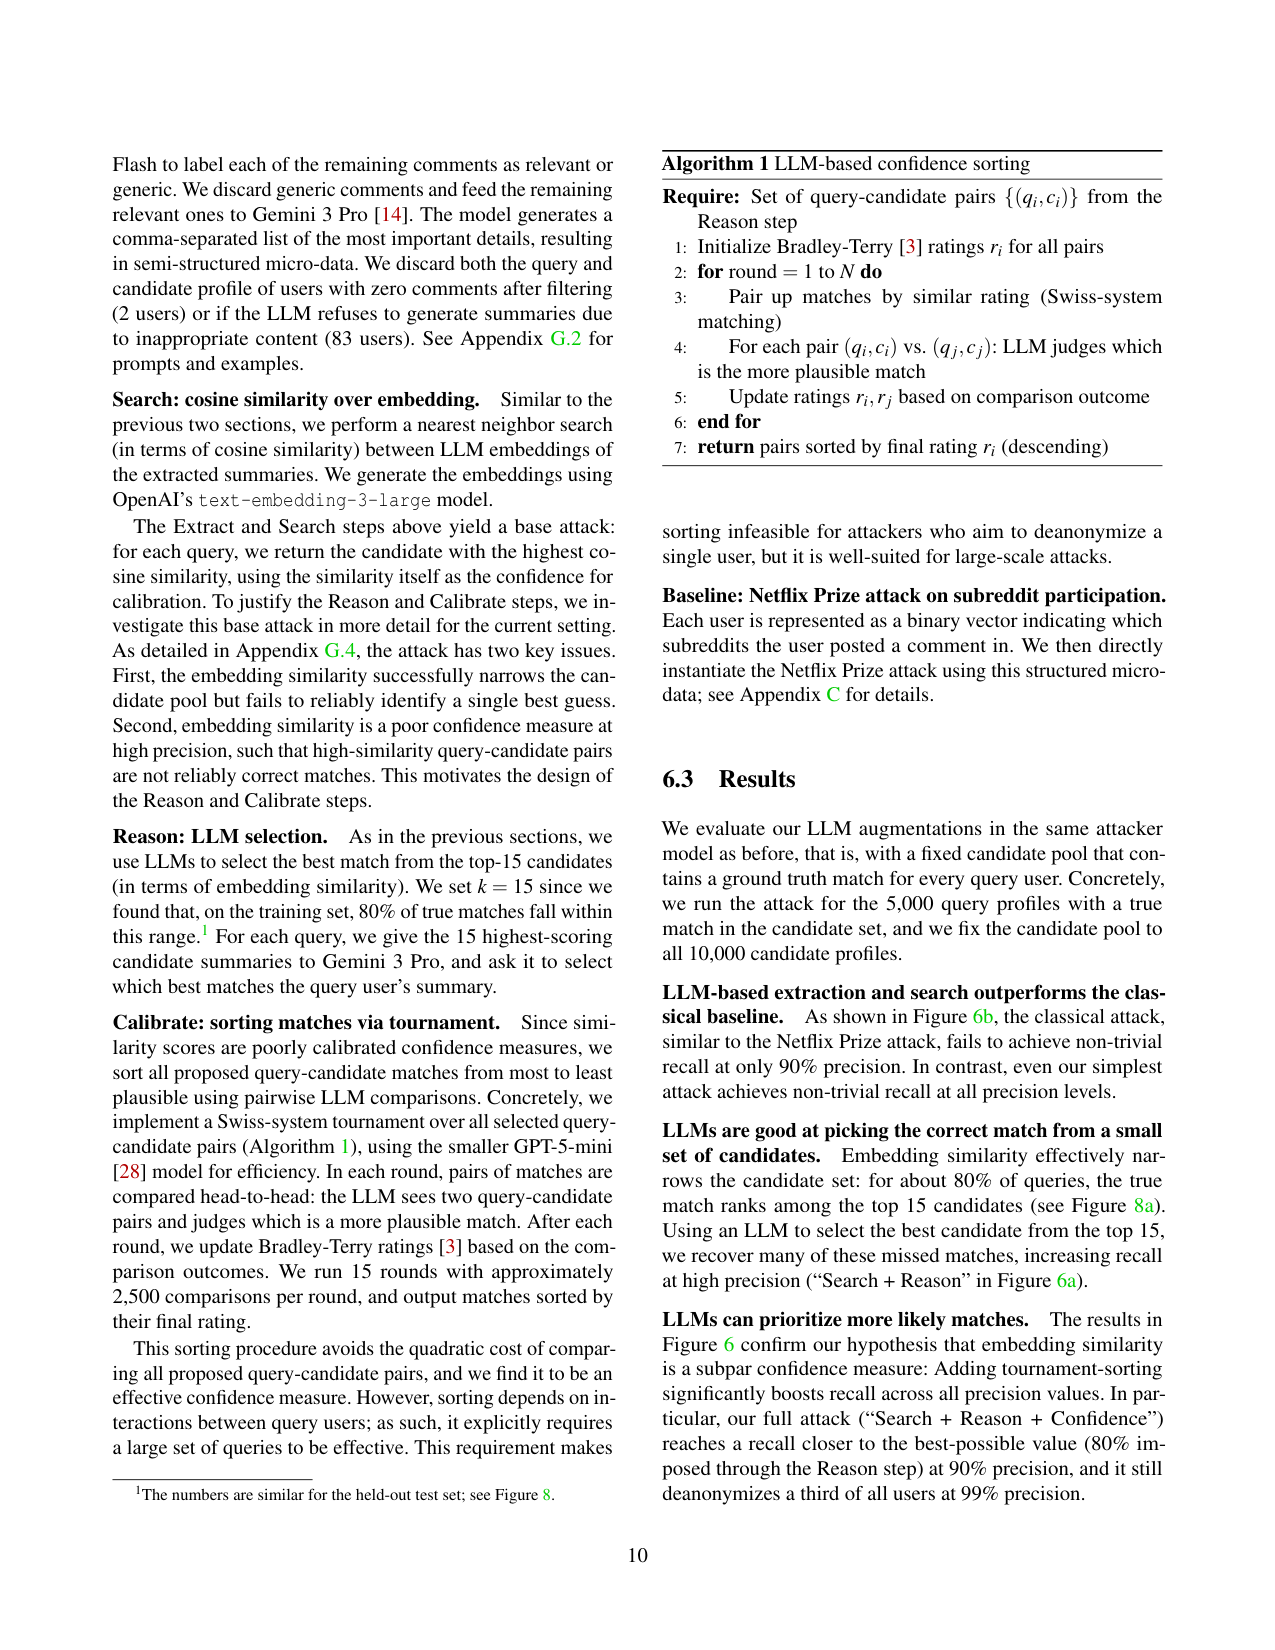 Flash to label each of the remaining comments as relevant or
generic. We discard generic comments and feed the remaining
relevant ones to Gemini 3 Pro [14]. The model generates a
comma-separated list of the most important details, resulting
in semi-structured micro-data. We discard both the query and
candidate profile of users with zero comments after filtering
(2 users) or if the LLM refuses to generate summaries due
to inappropriate content (83 users). See Appendix G.2 for
prompts and examples.
Search: cosine similarity over embedding. Similar to the
previous two sections, we perform a nearest neighbor search
(in terms of cosine similarity) between LLM embeddings of
the extracted summaries. We generate the embeddings using
OpenAI's text-embedding-3-large model.
The Extract and Search steps above yield a base attack:
for each query, we return the candidate with the highest co-
sine similarity, using the similarity itself as the confidence for
calibration. To justify the Reason and Calibrate steps, we in-
vestigate this base attack in more detail for the current setting.
As detailed in Appendix G.4, the attack has two key issues.
First, the embedding similarity successfully narrows the can-
didate pool but fails to reliably identify a single best guess.
Second, embedding similarity is a poor confidence measure at
high precision, such that high-similarity query-candidate pairs
are not reliably correct matches. This motivates the design of
the Reason and Calibrate steps.
Reason: LLM selection. As in the previous sections, we
use LLMs to select the best match from the top-15 candidates
(in terms of embedding similarity). We set k = 15 since we
found that, on the training set, 80% of true matches fall within
this range.1 For each query, we give the 15 highest-scoring
candidate summaries to Gemini 3 Pro, and ask it to select
which best matches the query user's summary.
Calibrate: sorting matches via tournament. Since simi-
larity scores are poorly calibrated confidence measures, we
sort all proposed query-candidate matches from most to least
plausible using pairwise LLM comparisons. Concretely, we
implement a Swiss-system tournament over all selected query-
candidate pairs (Algorithm 1), using the smaller GPT-5-mini
[28] model for efficiency. In each round, pairs of matches are
compared head-to-head: the LLM sees two query-candidate
pairs and judges which is a more plausible match. After each
round, we update Bradley-Terry ratings [3] based on the com-
parison outcomes. We run 15 rounds with approximately
2,500 comparisons per round, and output matches sorted by
their final rating.
This sorting procedure avoids the quadratic cost of compar-
ing all proposed query-candidate pairs, and we find it to be an
effective confidence measure. However, sorting depends on in-
teractions between query users; as such, it explicitly requires
a large set of queries to be effective. This requirement makes
1The numbers are similar for the held-out test set; see Figure 8.
Algorithm 1 LLM-based confidence sorting
Require: Set of query-candidate pairs {(qi,ci)} from the
Reason step
1: Initialize Bradley-Terry [3] ratings ri for all pairs
2: for round = 1 to N do
3: Pair up matches by similar rating (Swiss-system
matching)
4: For each pair (qi,ci) vs. (qj,cj): LLM judges which
is the more plausible match
5: Update ratings ri,rj based on comparison outcome
6: end for
7: return pairs sorted by final rating ri (descending)
sorting infeasible for attackers who aim to deanonymize a
single user, but it is well-suited for large-scale attacks.
Baseline: Netflix Prize attack on subreddit participation.
Each user is represented as a binary vector indicating which
subreddits the user posted a comment in. We then directly
instantiate the Netflix Prize attack using this structured micro-
data; see Appendix C for details.
6.3 Results
We evaluate our LLM augmentations in the same attacker
model as before, that is, with a fixed candidate pool that con-
tains a ground truth match for every query user. Concretely,
we run the attack for the 5,000 query profiles with a true
match in the candidate set, and we fix the candidate pool to
all 10,000 candidate profiles.
LLM-based extraction and search outperforms the clas-
sical baseline. As shown in Figure 6b, the classical attack,
similar to the Netflix Prize attack, fails to achieve non-trivial
recall at only 90% precision. In contrast, even our simplest
attack achieves non-trivial recall at all precision levels.
LLMs are good at picking the correct match from a small
set of candidates. Embedding similarity effectively nar-
rows the candidate set: for about 80% of queries, the true
match ranks among the top 15 candidates (see Figure 8a).
Using an LLM to select the best candidate from the top 15,
we recover many of these missed matches, increasing recall
at high precision (“Search + Reason” in Figure 6a).
LLMs can prioritize more likely matches. The results in
Figure 6 confirm our hypothesis that embedding similarity
is a subpar confidence measure: Adding tournament-sorting
significantly boosts recall across all precision values. In par-
ticular, our full attack (“Search + Reason + Confidence”)
reaches a recall closer to the best-possible value (80% im-
posed through the Reason step) at 90% precision, and it still
deanonymizes a third of all users at 99% precision.
10